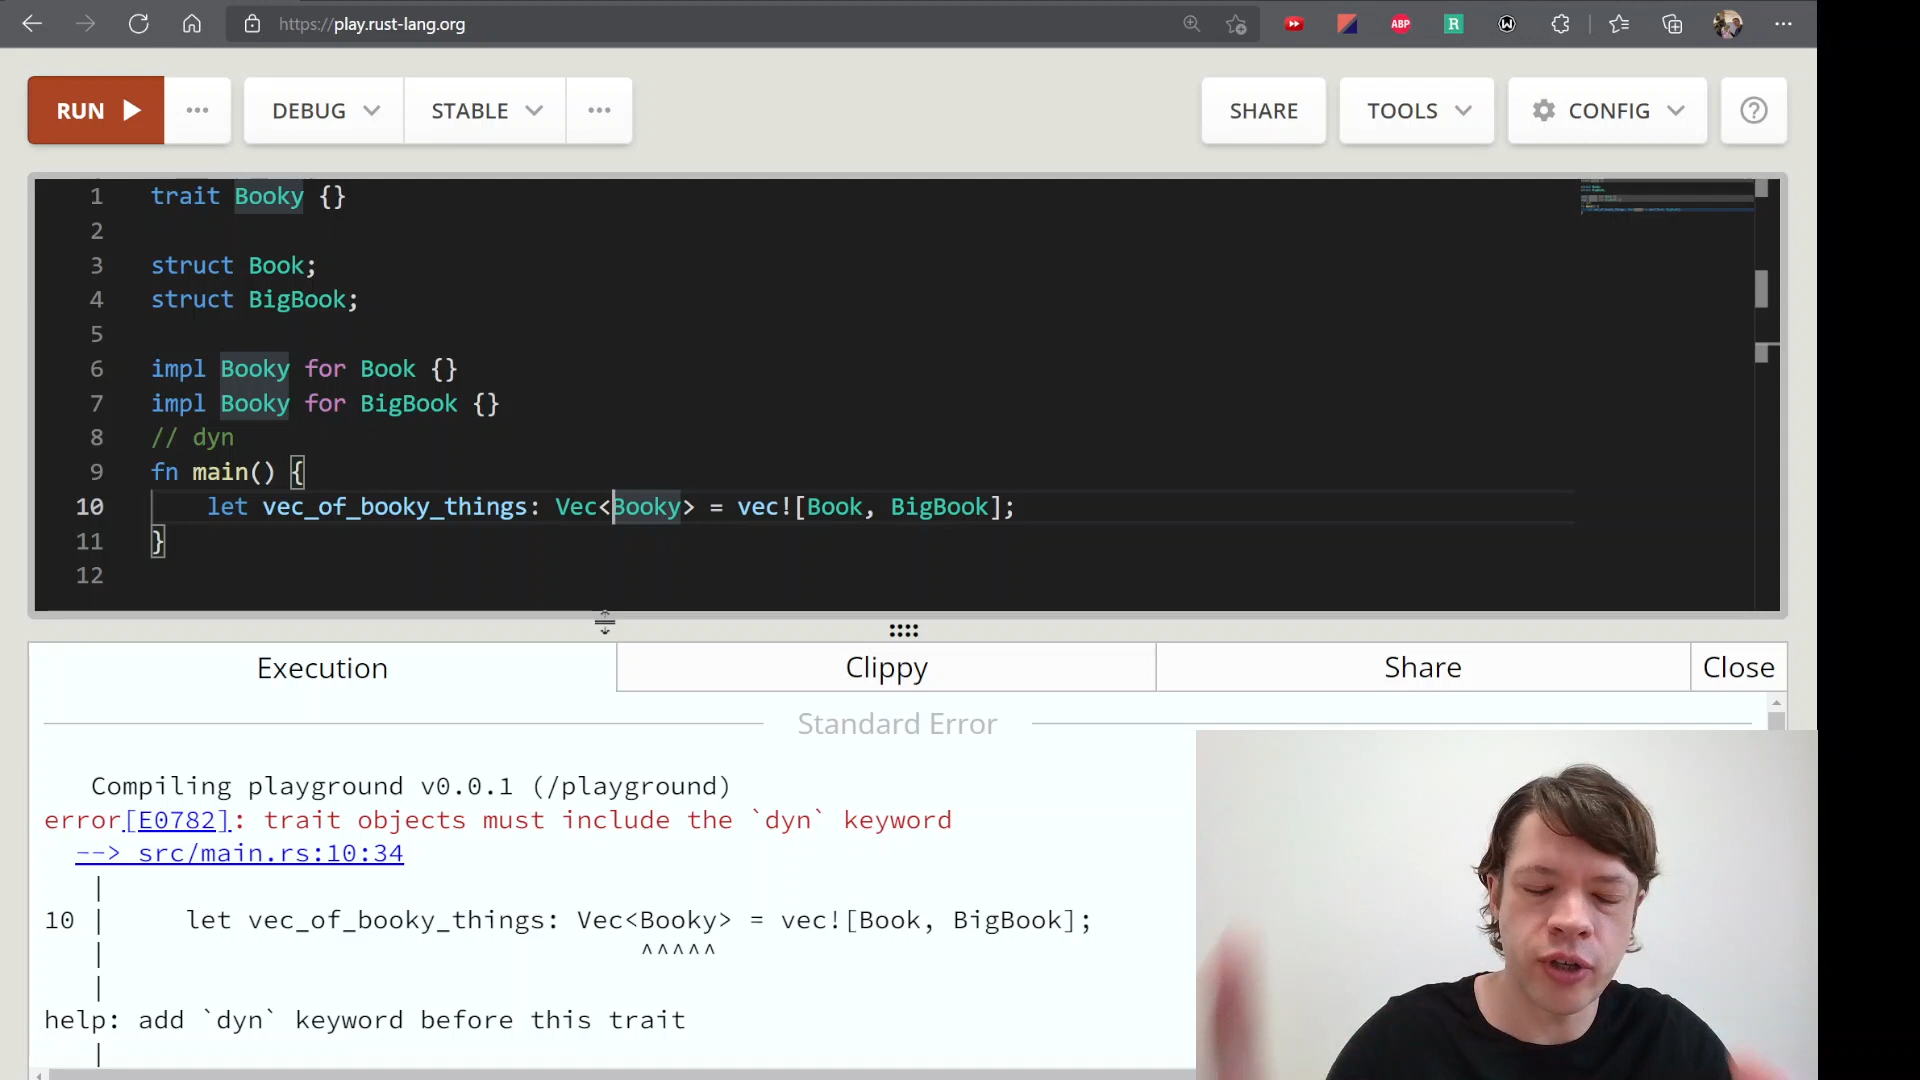 https://play.rust-lang.org
ABP
R
W
RUN
DEBUG
STABLE
SHARE
TOOLS
CONFIG
1 trait Booky {}
2
3 struct Book;
4 struct BigBook;
5
6 impl Booky for Book {}
7 impl Booky for BigBook {}
8 // dyn
9 fn main() {
10 let vec_of_booky_things: Vec<Booky> = vec![Book, BigBook];
11 }
12
Execution
Clippy
Share
Close
Standard Error
Compiling playground v0.0.1 (/playground)
error[E0782]: trait objects must include the `dyn` keyword
--> src/main.rs:10:34
|
10 | let vec_of_booky_things: Vec<Booky> = vec![Book, BigBook];
| ^^^^^
|
help: add `dyn` keyword before this trait
|